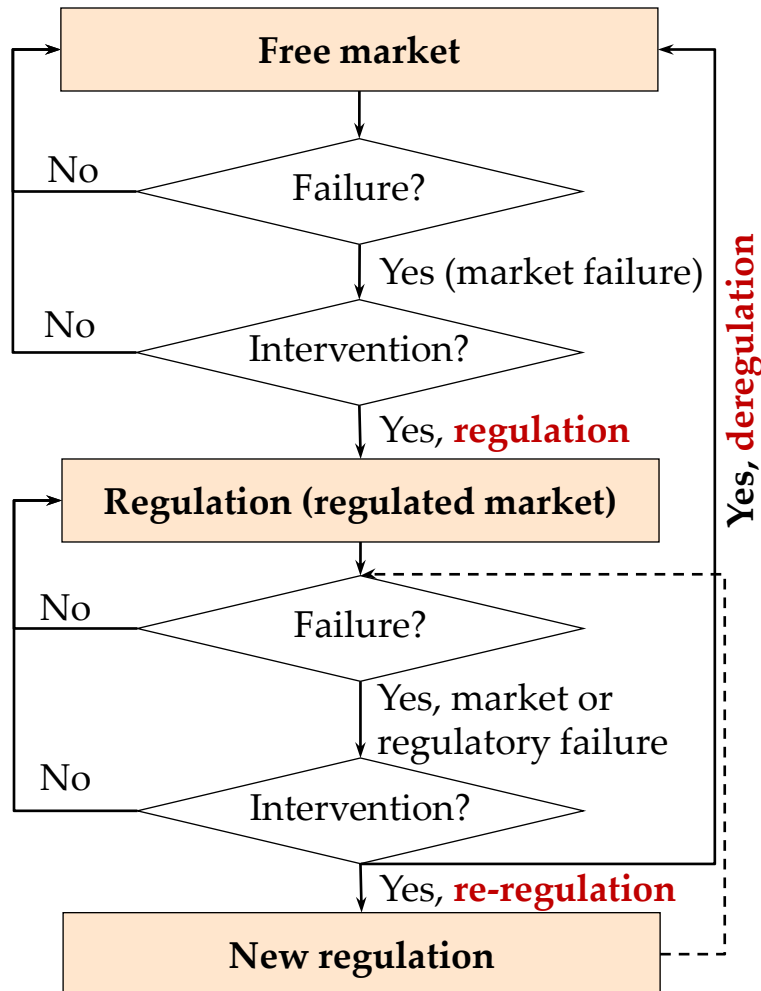 Free market
No
Failure?
Yes (market failure)
No
Intervention?
Yes, regulation
Yes, deregulation
Regulation (regulated market)
No
Failure?
Yes, market or
regulatory failure
No
Intervention?
Yes, re-regulation
New regulation